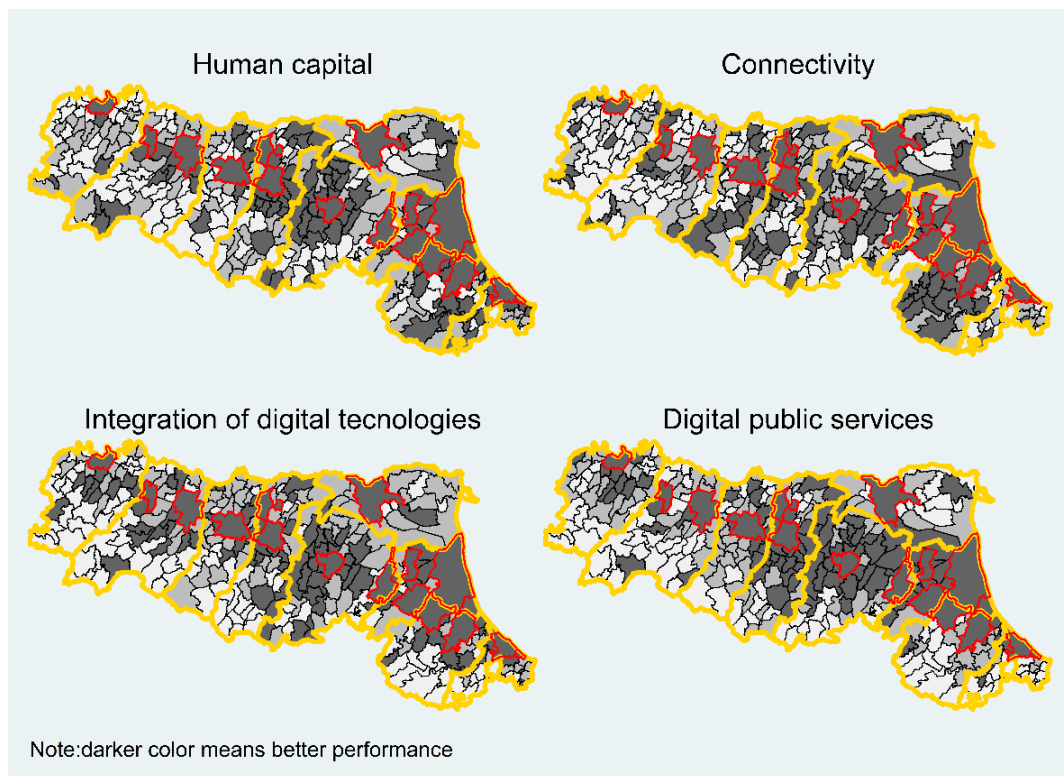 Human capital
Connectivity
Integration of digital tecnologies
Digital public services
Note:darker color means better performance